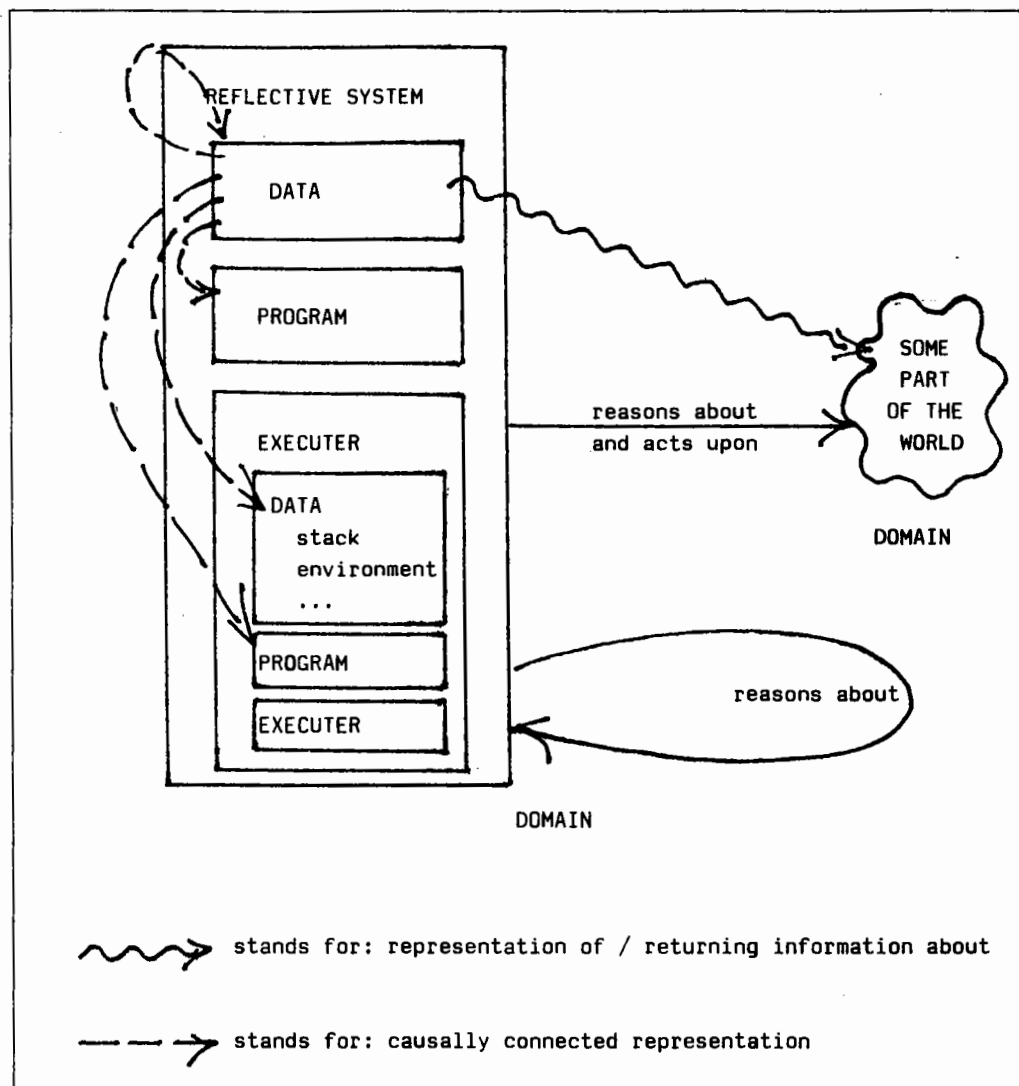 REFLECTIVE SYSTEM
DATA
PROGRAM
EXECUTER
DATA
stack
environment
...
PROGRAM
EXECUTER
reasons about
and acts upon
SOME
PART
OF THE
WORLD
DOMAIN
reasons about
DOMAIN
stands for: representation of / returning information about
stands for: causally connected representation